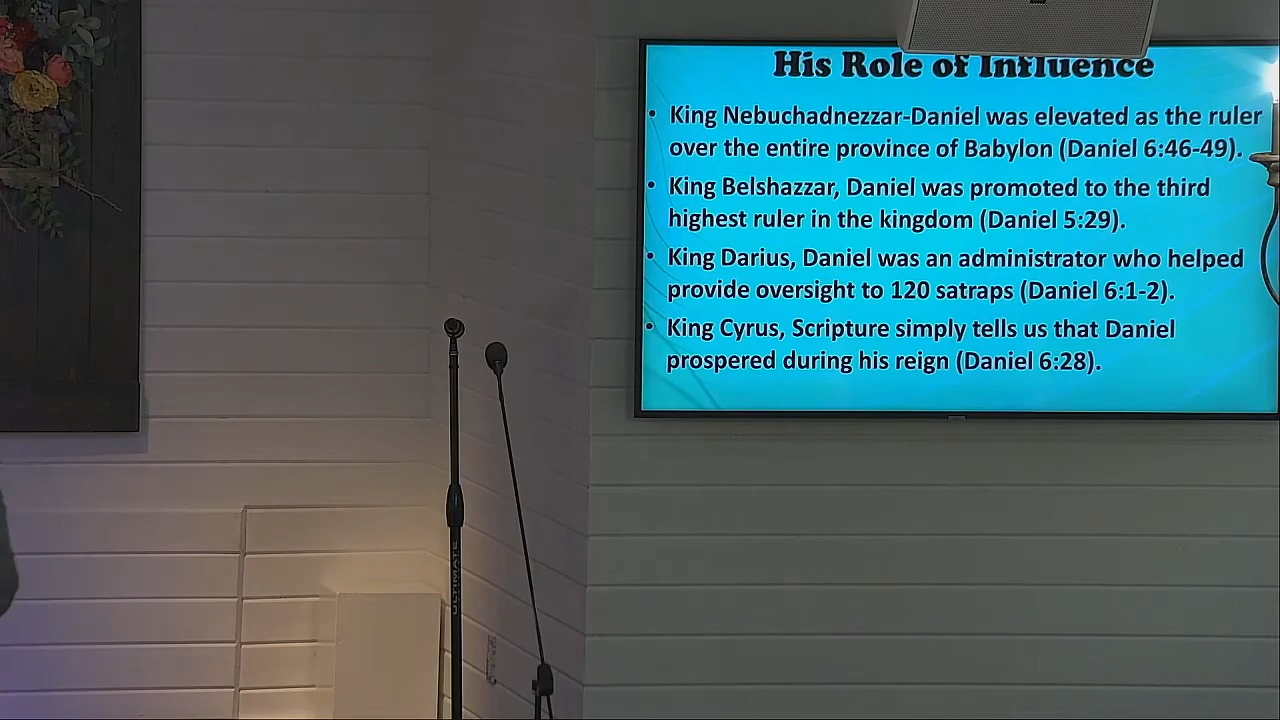 His Role of Influence
• King Nebuchadnezzar-Daniel was elevated as the ruler
over the entire province of Babylon (Daniel 6:46-49).
• King Belshazzar, Daniel was promoted to the third
highest ruler in the kingdom (Daniel 5:29).
• King Darius, Daniel was an administrator who helped
provide oversight to 120 satraps (Daniel 6:1-2).
• King Cyrus, Scripture simply tells us that Daniel
prospered during his reign (Daniel 6:28).
ULTIMATE